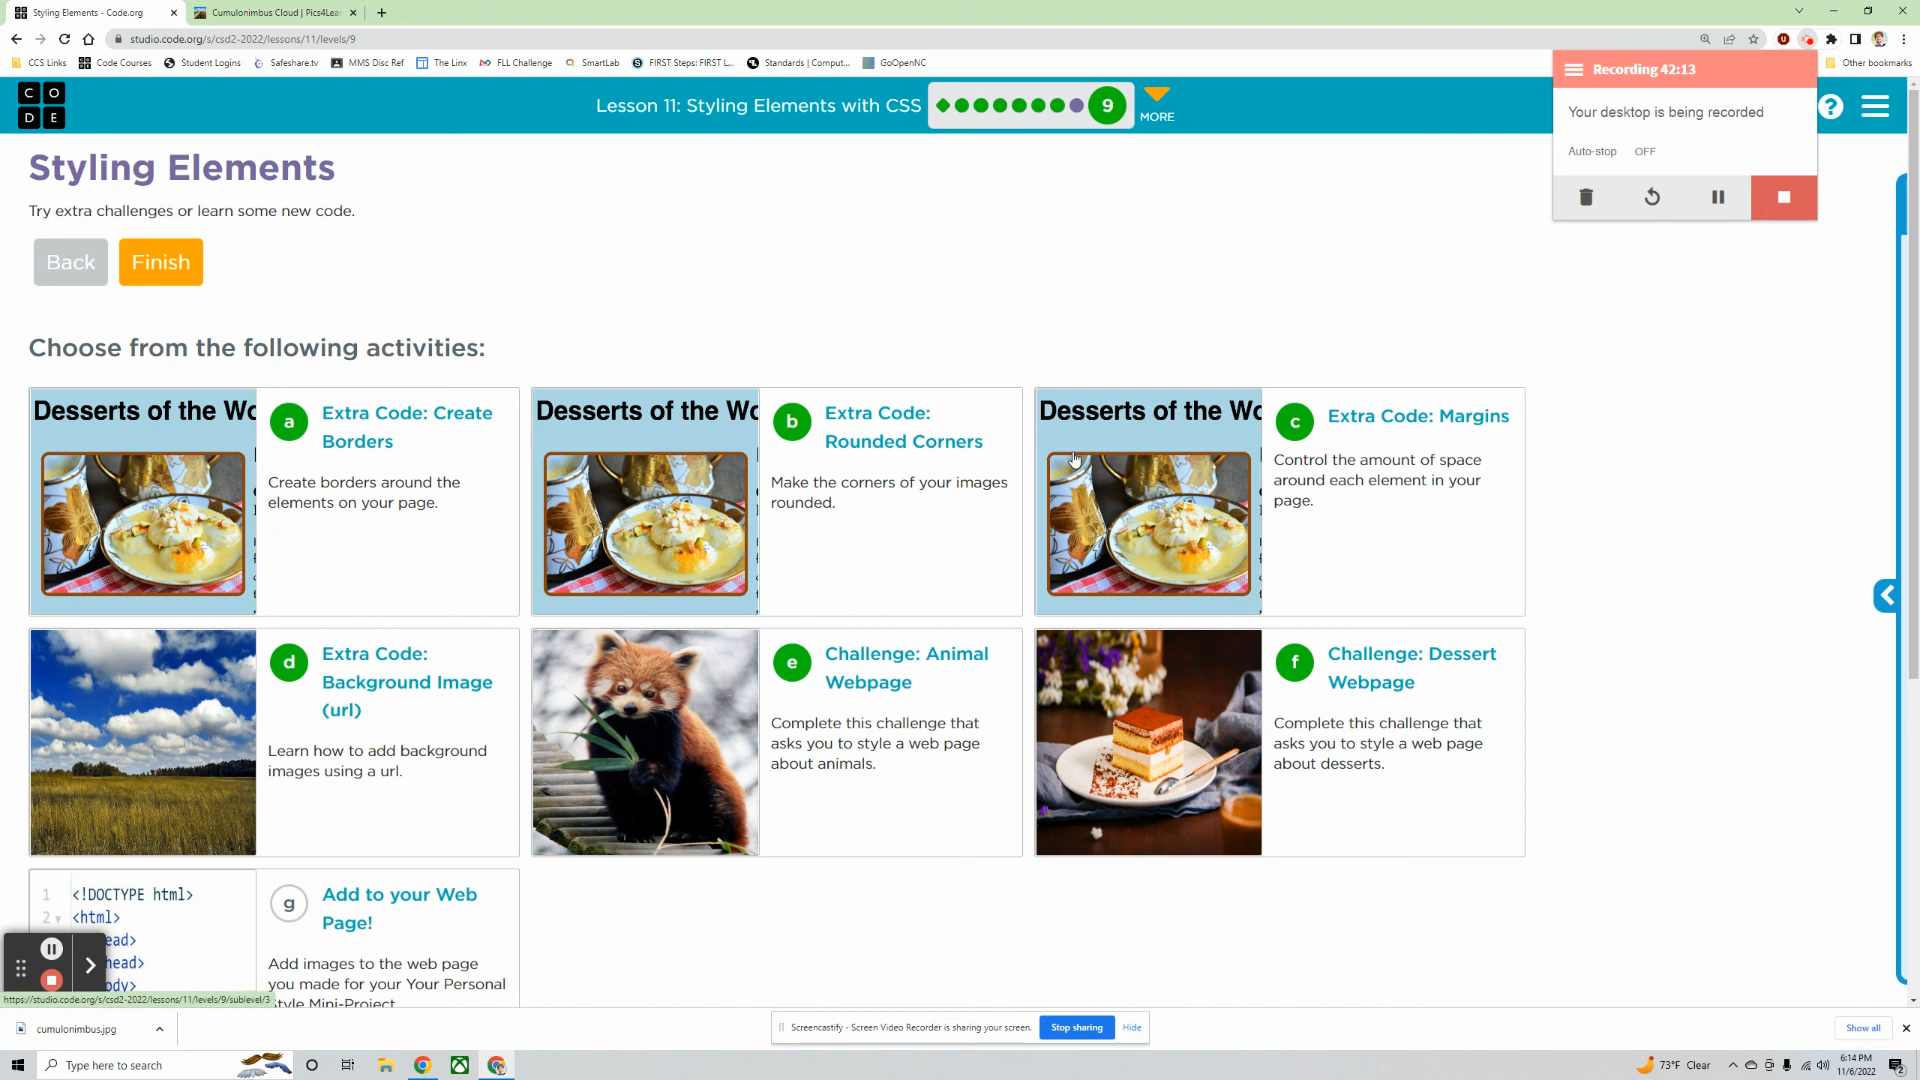 Styling Elements - Code.org
Cumulonimbus Cloud | Pics4Lear
studio.code.org/s/csd2-2022/lessons/11/levels/9
CCS Links
Code Courses
Student Logins
Safeshare.tv
MMS Disc Ref
The Linx
FLL Challenge
SmartLab
FIRST Steps: FIRST L...
Standards | Comput...
GoOpenNC
Other bookmarks
Recording 42:13
Your desktop is being recorded
Auto-stop OFF
C O
D E
Lesson 11: Styling Elements with CSS
9
MORE
?
Styling Elements
Try extra challenges or learn some new code.
Back
Finish
Choose from the following activities:
Desserts of the Wo
a
Extra Code: Create
Borders
Create borders around the
elements on your page.
Desserts of the Wo
b
Extra Code:
Rounded Corners
Make the corners of your images
rounded.
Desserts of the Wo
c
Extra Code: Margins
Control the amount of space
around each element in your
page.
d
Extra Code:
Background Image
(url)
Learn how to add background
images using a url.
e
Challenge: Animal
Webpage
Complete this challenge that
asks you to style a web page
about animals.
f
Challenge: Dessert
Webpage
Complete this challenge that
asks you to style a web page
about desserts.
1 <!DOCTYPE html>
2 <html>
ead>
head>
ody>
g
Add to your Web
Page!
Add images to the web page
you made for your Your Personal
Style Mini-Project
https://studio.code.org/s/csd2-2022/lessons/11/levels/9/sublevel/3
cumulonimbus.jpg
Screencastify - Screen Video Recorder is sharing your screen.
Stop sharing
Hide
Show all
Type here to search
73°F Clear
6:14 PM
11/6/2022
2